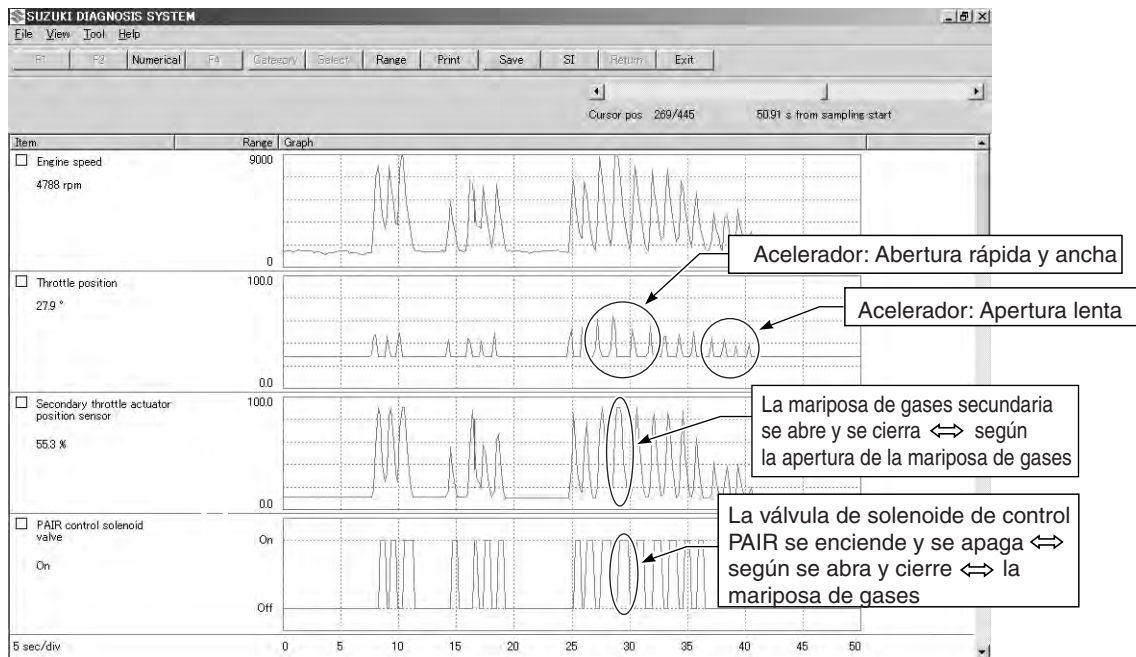 SUZUKI DIAGNOSIS SYSTEM
File View Tool Help
F1 F2 Numerical F4 Category Select Range Print Save SI Return Exit
Cursor pos 269/445 50.91 s from sampling start
Item Range Graph
Engine speed 9000
4788 rpm
0
Acelerador: Abertura rápida y ancha
Throttle position 100.0
27.9 °
Acelerador: Apertura lenta
0.0
Secondary throttle actuator 100.0
position sensor
55.3 %
La mariposa de gases secundaria
se abre y se cierra ⇔ según
la apertura de la mariposa de gases
0.0
PAIR control solenoid
valve
On
On
Off
La válvula de solenoide de control
PAIR se enciende y se apaga ⇔
según se abra y cierre ⇔ la
mariposa de gases
5 sec/div 0 5 10 15 20 25 30 35 40 45 50